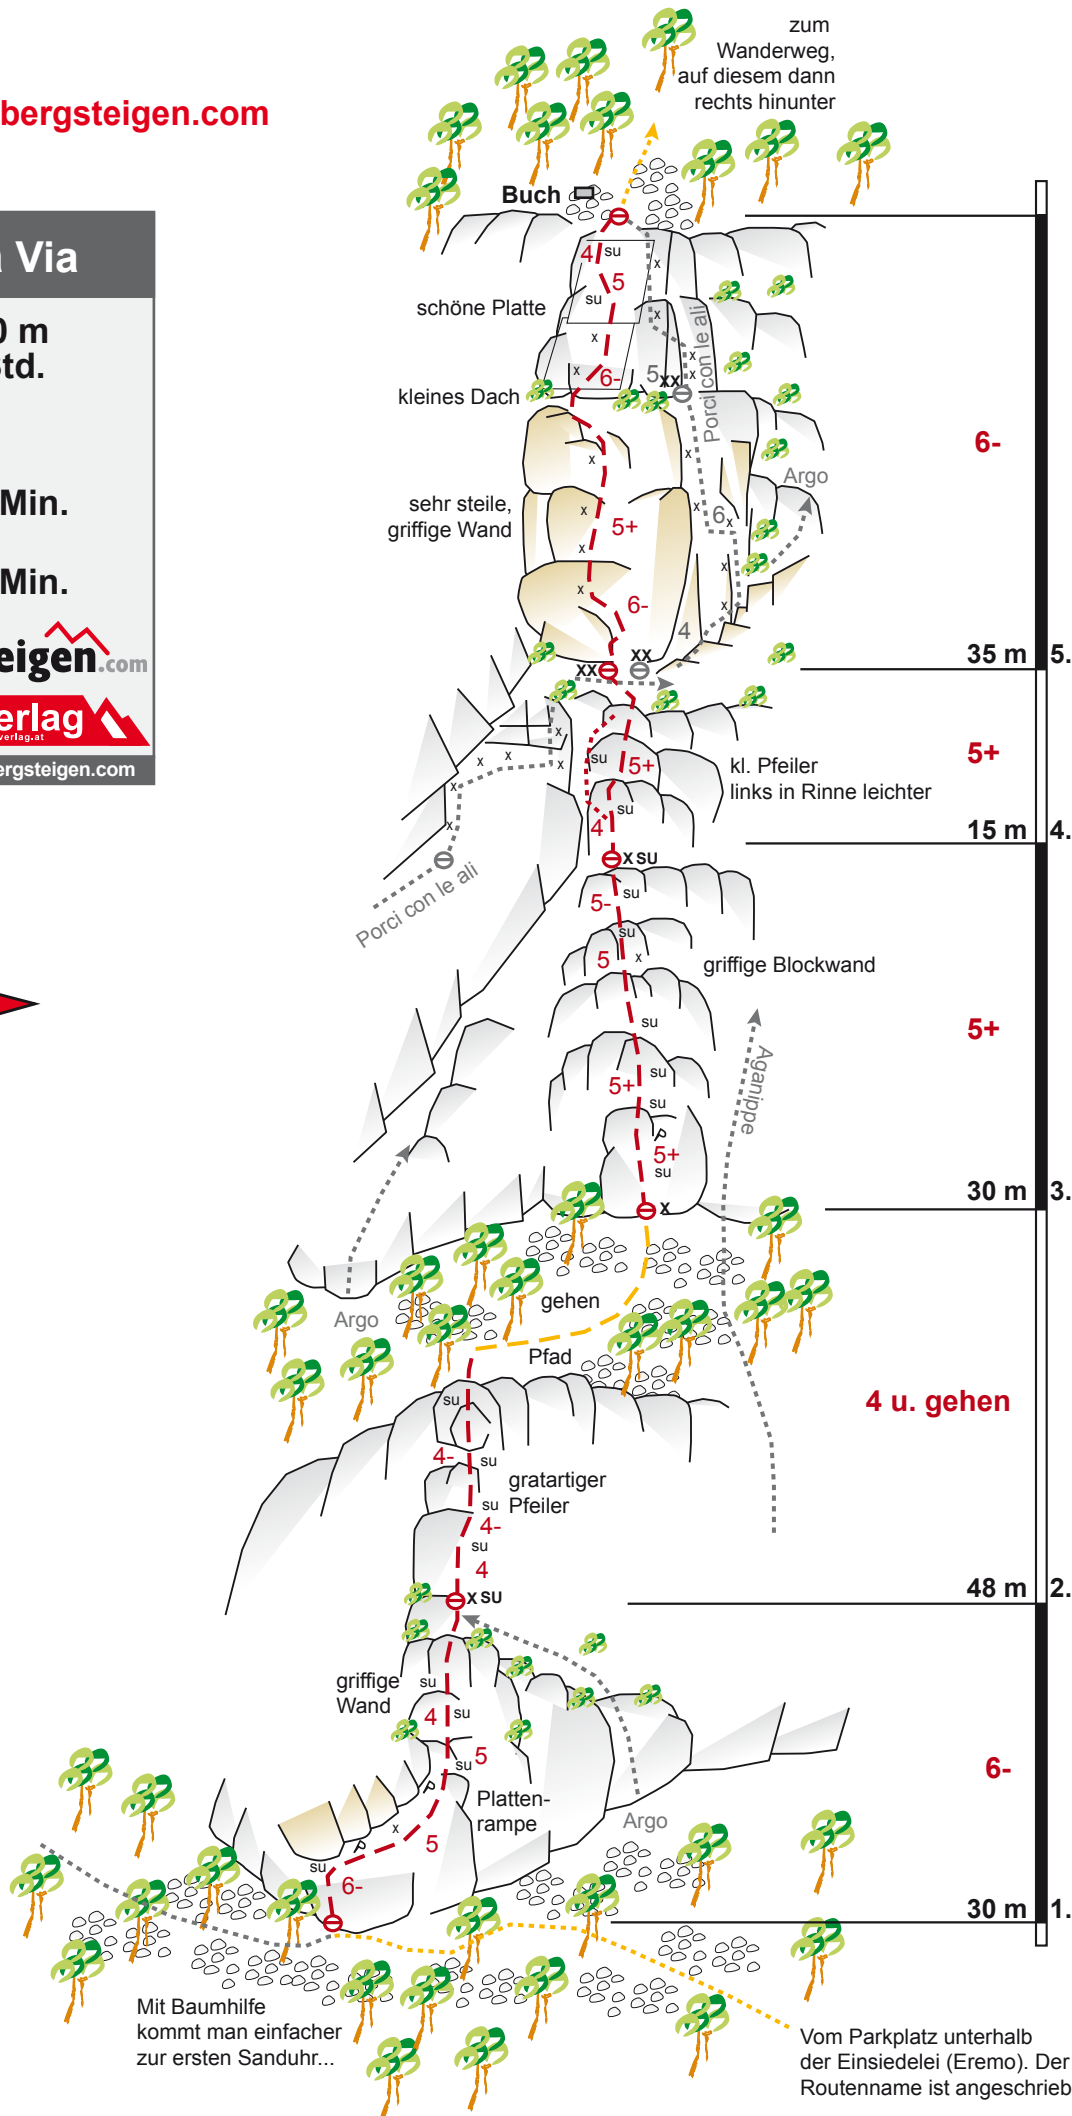 zum
Wanderweg,
auf diesem dann
rechts hinunter
bergsteigen.com
Buch
Via
4
su
x
5
su
schöne Platte
x
x
0 m
Std.
x
x
x
6-
5
xx
Porci con le ali
kleines Dach
x
x
6-
Argo
sehr steile,
griffige Wand
x
x
6
x
5+
x
x
x
x
6-
4
Min.
Min.
eigen.com
erlag
verlag.at
ergsteigen.com
xx
xx
35 m
5.
x
x
x
x
x
x
su
5+
5+
kl. Pfeiler
links in Rinne leichter
su
4
15 m
4.
x su
Porci con le ali
5-
su
su
5
x
griffige Blockwand
su
5+
su
5+
su
Aganippe
5+
su
30 m
3.
x
gehen
Argo
Pfad
su
4 u. gehen
4-
su
gratartiger
Pfeiler
su
4-
su
4
x su
48 m
2.
griffige
Wand
su
4
su
5
su
6-
Platten-
rampe
Argo
x
5
su
6-
30 m
1.
Mit Baumhilfe
kommt man einfacher
zur ersten Sanduhr...
Vom Parkplatz unterhalb
der Einsiedelei (Eremo). Der
Routenname ist angeschrieb